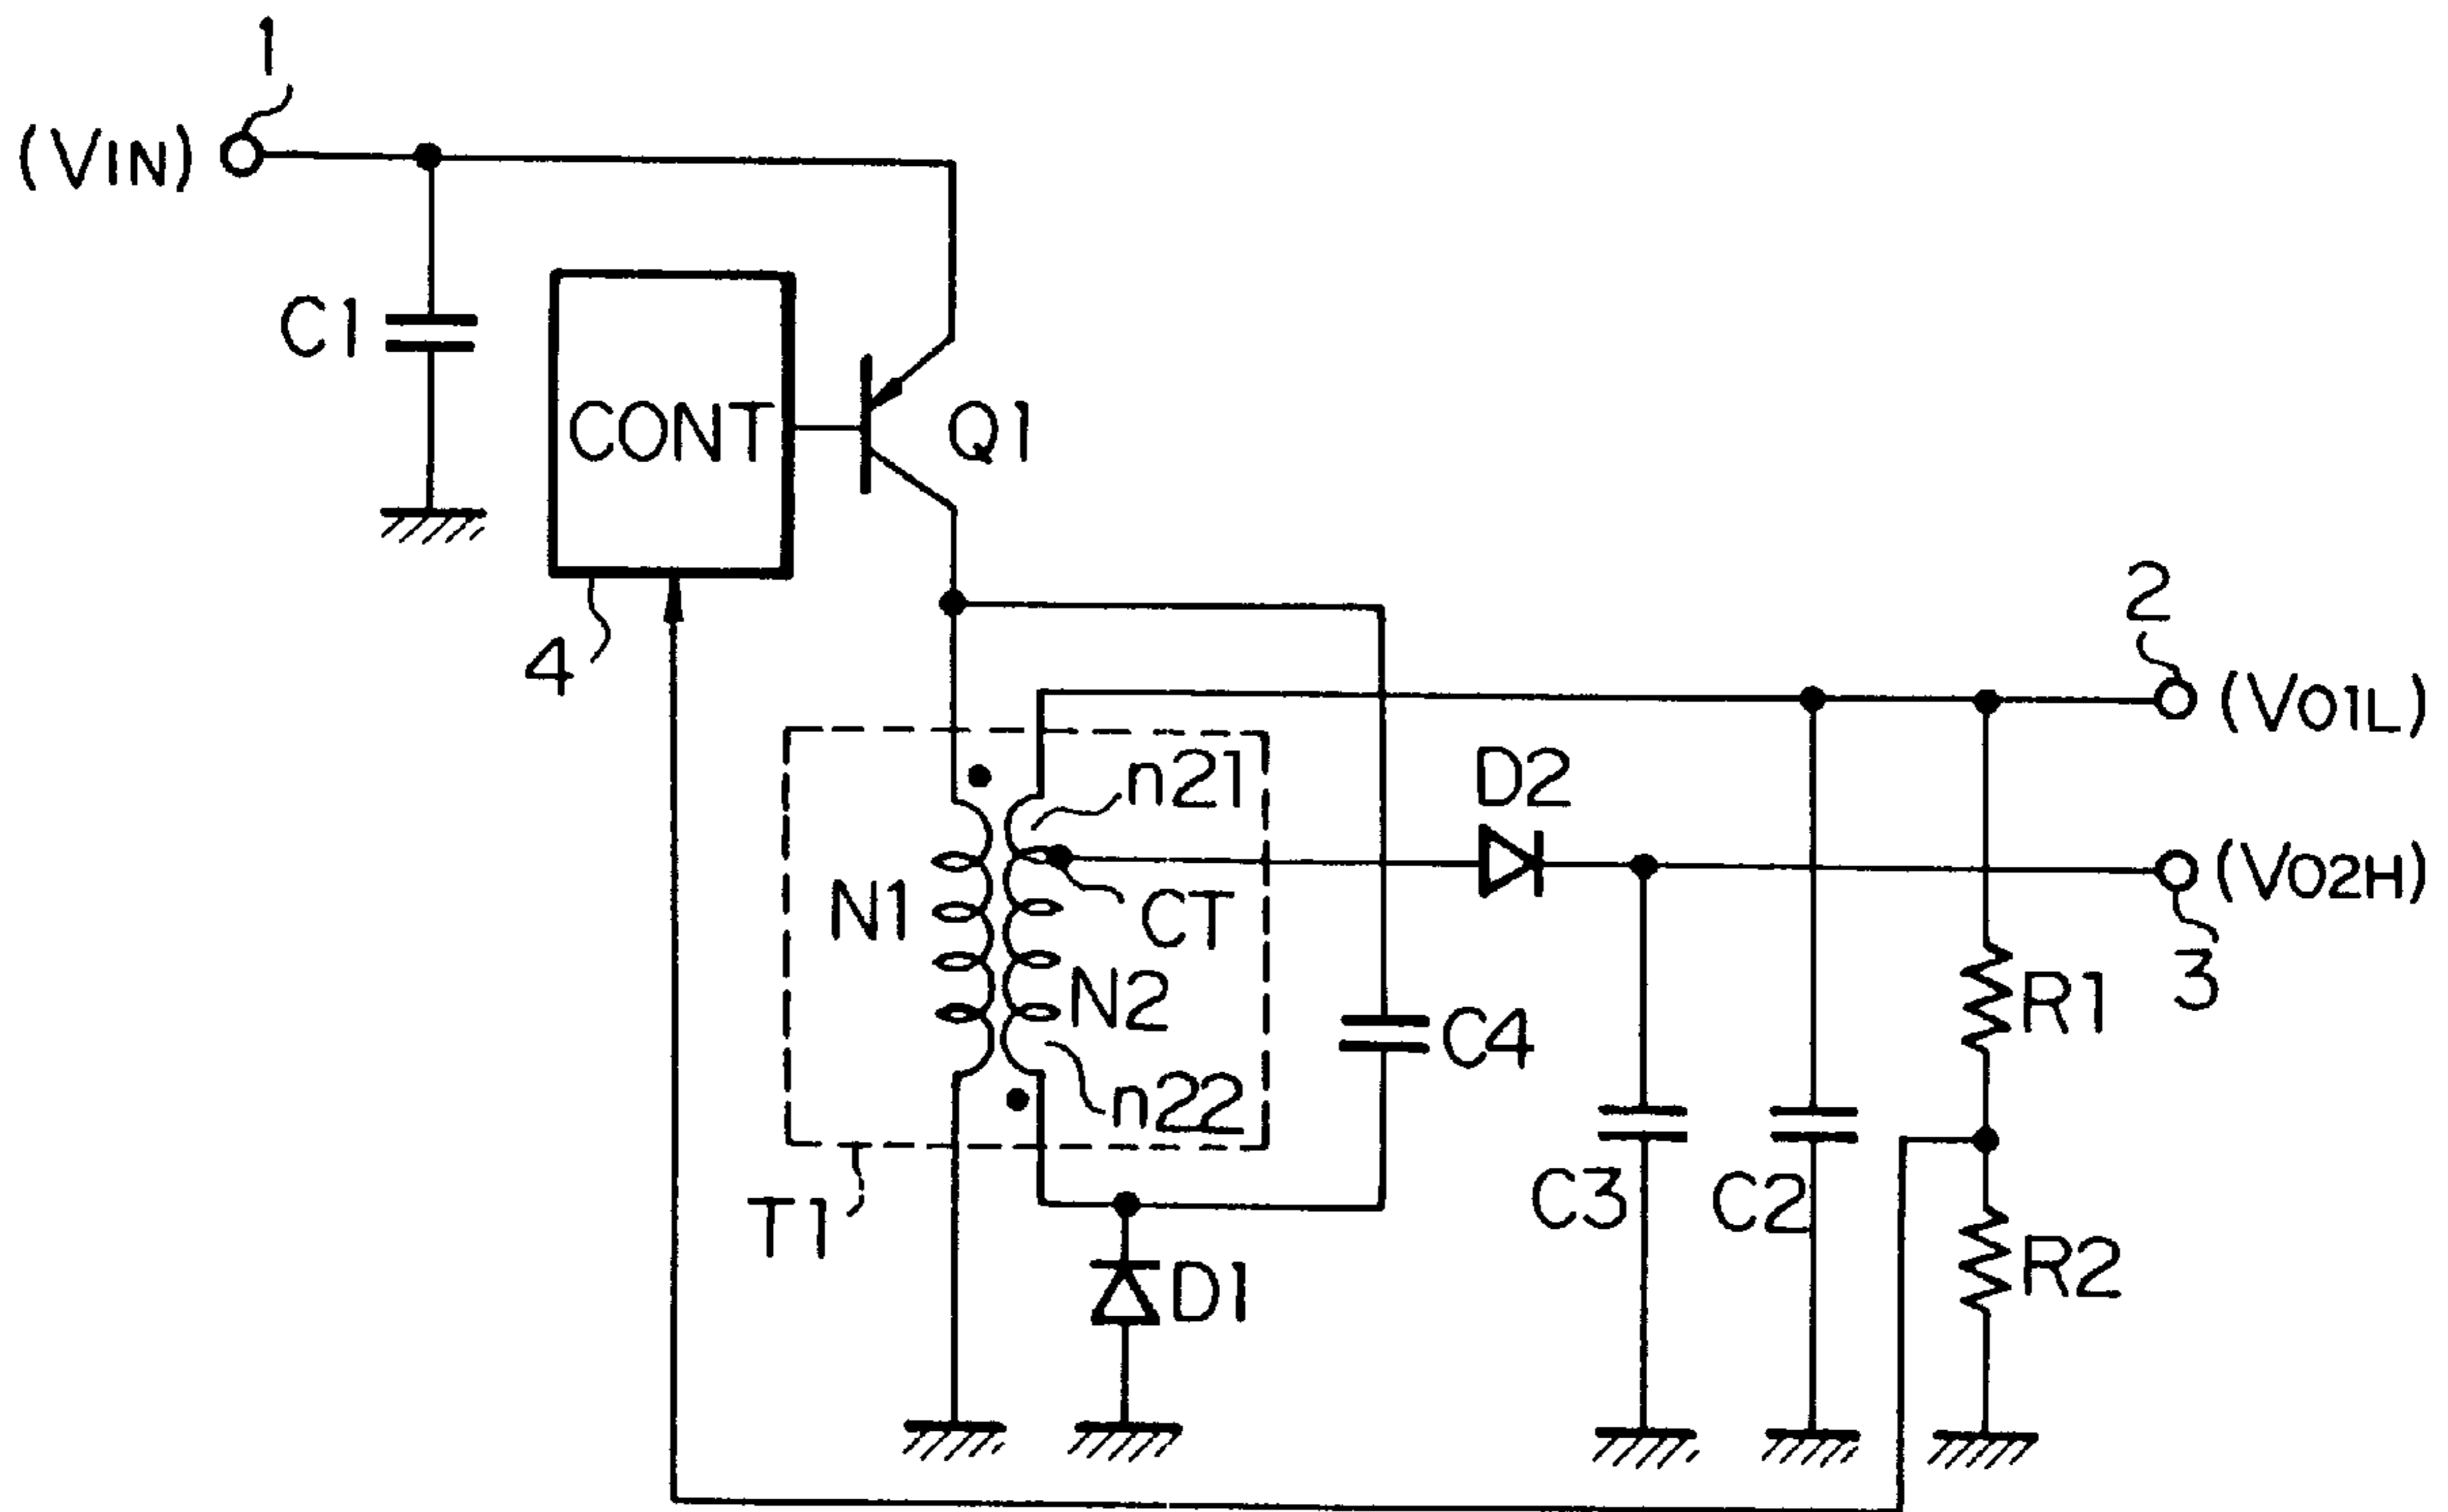 1
(VIN)
C1
CONT
Q1
4
2
(VO1L)
n21
D2
(VO2H)
N1
CT
3
N2
R1
C4
n22
C3
C2
T1
D1
R2